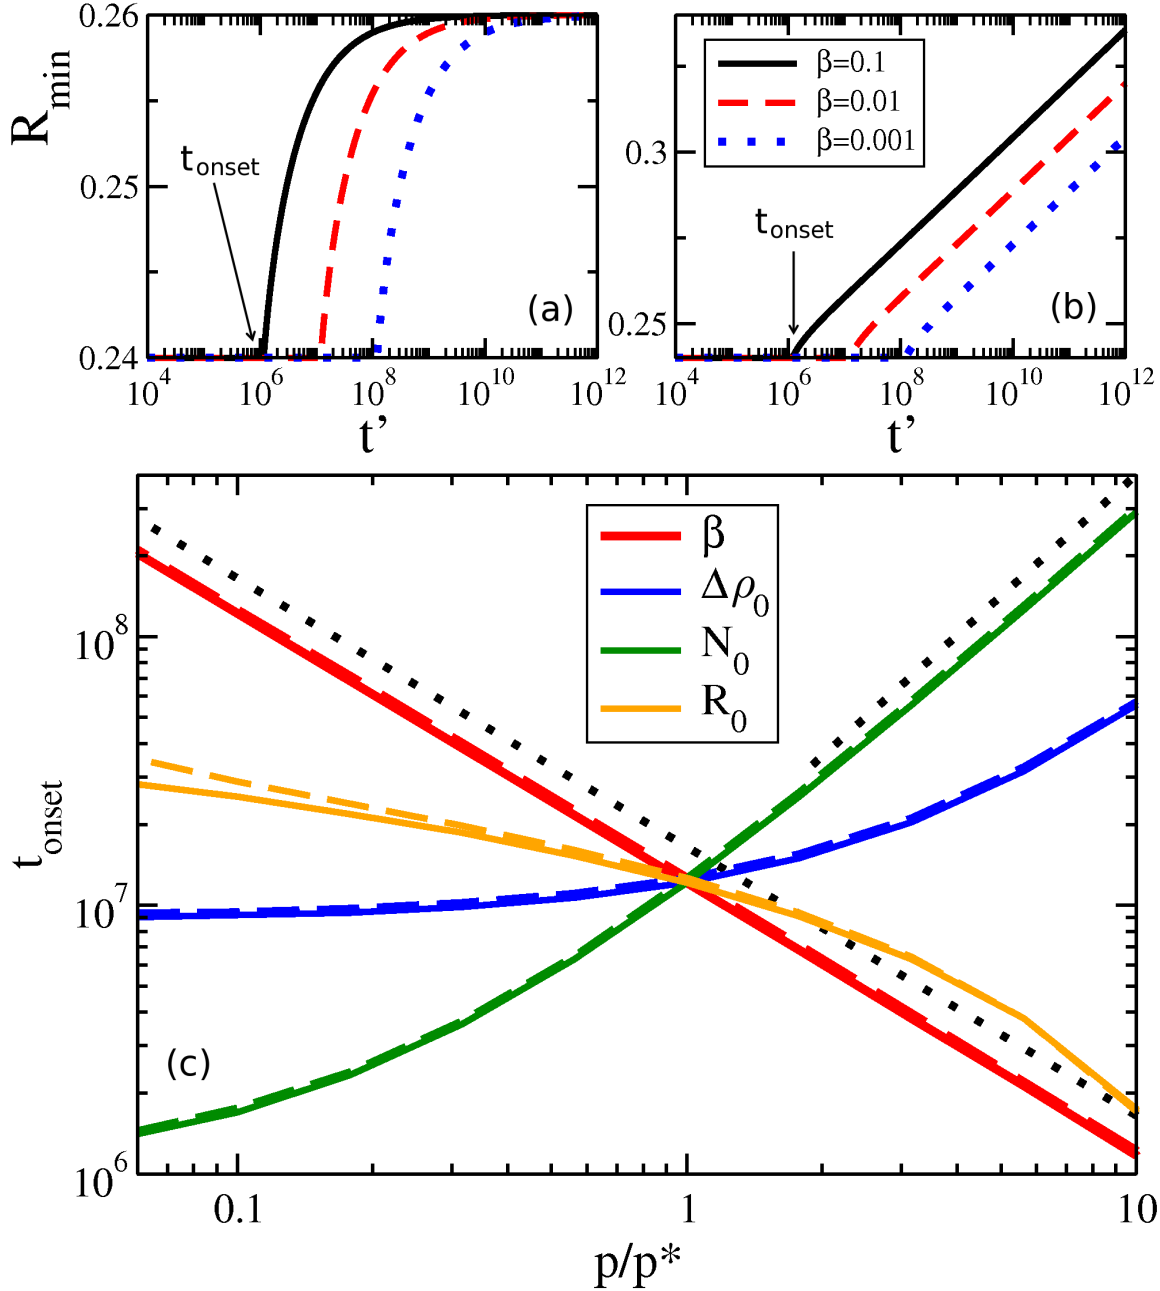 0.26
0.25
0.24
R_min
t_onset
(a)
10^4 10^6 10^8 10^10 10^12
t’
β=0.1
β=0.01
β=0.001
0.3
0.25
t_onset
(b)
10^4 10^6 10^8 10^10 10^12
t’
β
Δρ_0
N_0
R_0
10^8
10^7
10^6
t_onset
(c)
0.1 1 10
p/p*